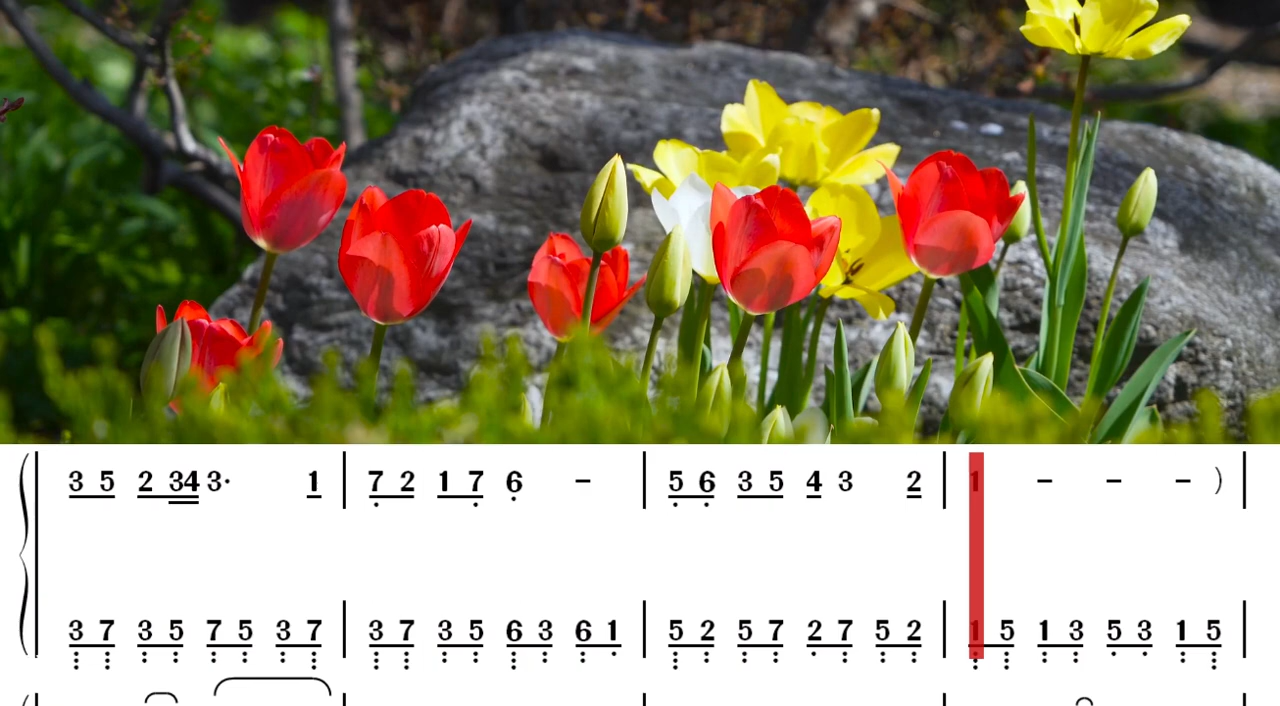 3 5 2 34 3· 1 | 7 2 1 7 6 – | 5 6 3 5 4 3 2 | 1 – – – ) |
3 7 3 5 7 5 3 7 | 3 7 3 5 6 3 6 1 | 5 2 5 7 2 7 5 2 | 1 5 1 3 5 3 1 5 |